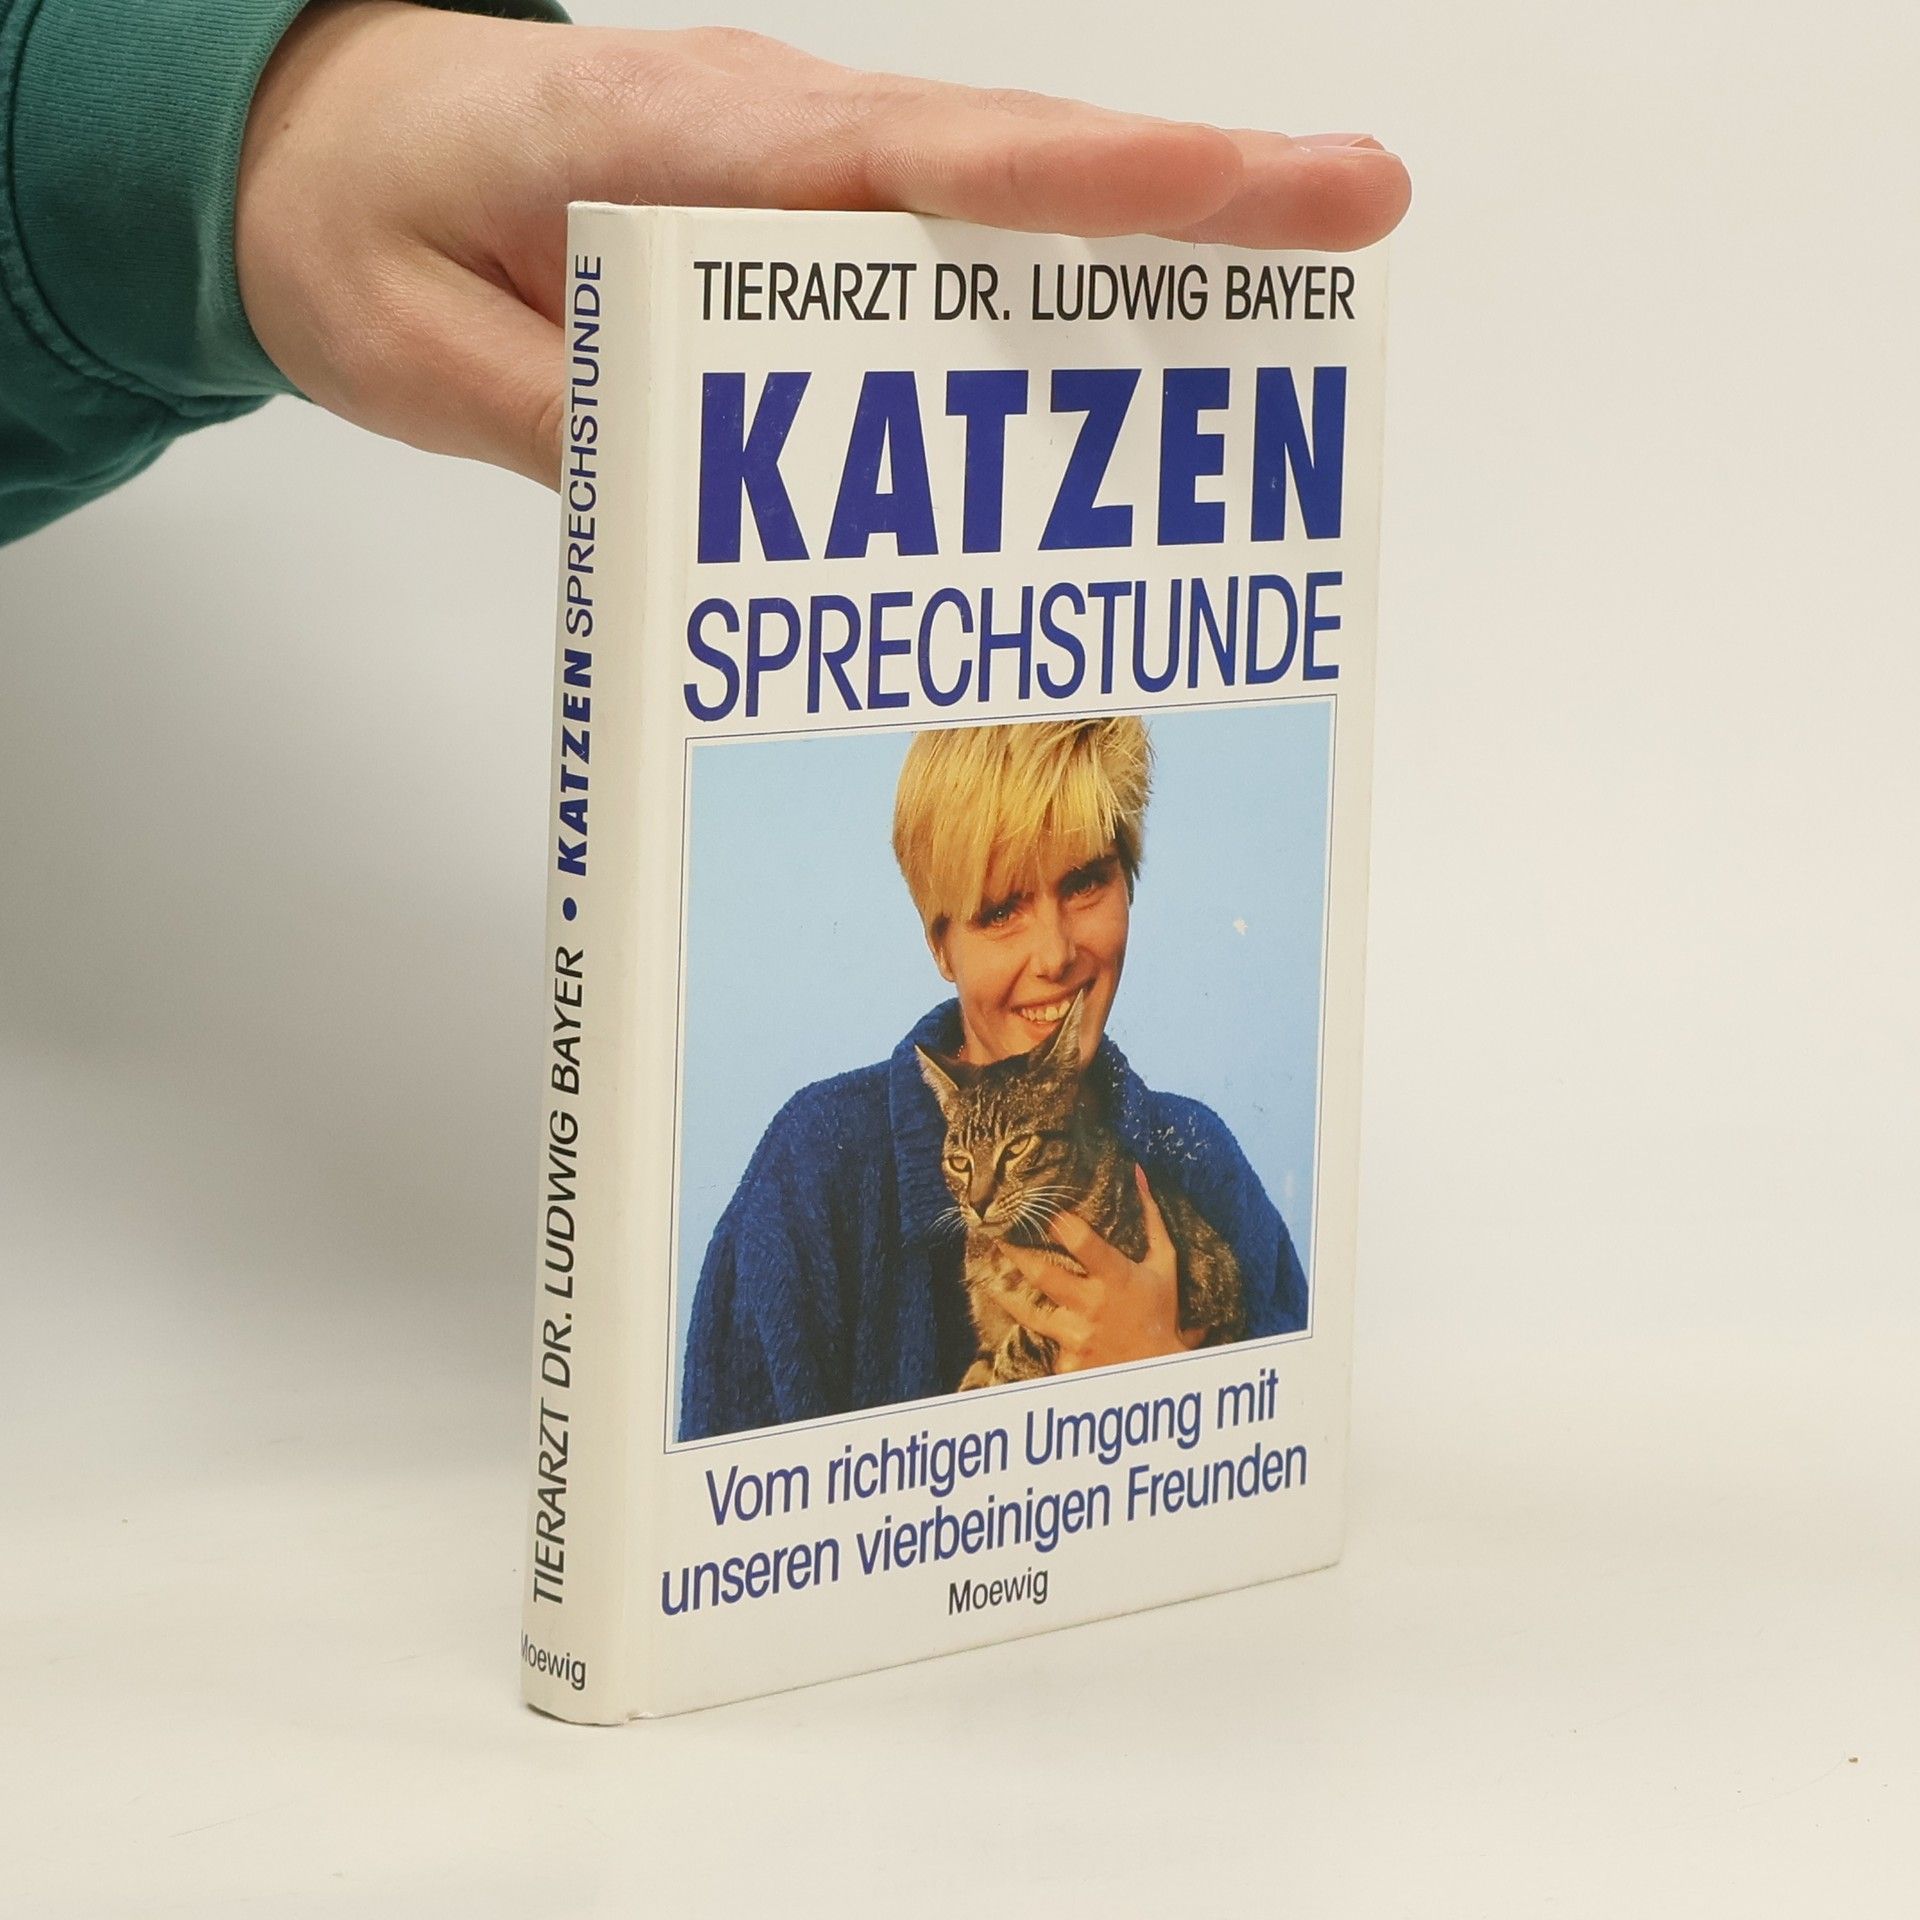 TIERARZT DR. LUDWIG BAYER • KATZEN SPRECHSTUNDE
Moewig
TIERARZT DR. LUDWIG BAYER
KATZEN
SPRECHSTUNDE
Vom richtigen Umgang mit
unseren vierbeinigen Freunden
Moewig